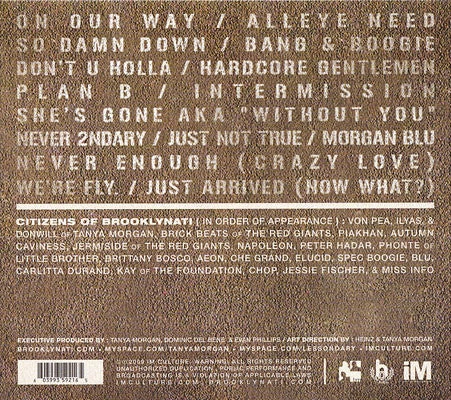 ON OUR WAY / ALLEYE NEED
SO DAMN DOWN / BANG & BOOGIE
DON'T U HOLLA / HARDCORE GENTLEMEN
PLAN B / INTERMISSION
SHE'S GONE AKA "WITHOUT YOU"
NEVER 2NDARY / JUST NOT TRUE / MORGAN BLU
NEVER ENOUGH (CRAZY LOVE)
WE'RE FLY. / JUST ARRIVED (NOW WHAT?)
CITIZENS OF BROOKLYNATI ( IN ORDER OF APPEARANCE ) : VON PEA, ILYAS, &
DONWILL OF TANYA MORGAN, BRICK BEATS OF THE RED GIANTS, PIAKHAN, AUTUMN
CAVINESS, JERMISIDE OF THE RED GIANTS, NAPOLEON, PETER HADAR, PHONTE OF
LITTLE BROTHER, BRITTANY BOSCO, AEON, CHE GRAND, ELUCID, SPEC BOOGIE, BLU,
CARLITTA DURAND, KAY OF THE FOUNDATION, CHOP, JESSIE FISCHER, & MISS INFO
EXECUTIVE PRODUCED BY : TANYA MORGAN, DOMINIC DEL BENE & EVAN PHILLIPS / ART DIRECTION BY : HEINZ & TANYA MORGAN
BROOKLYNATI.COM • MYSPACE.COM/TANYAMORGAN • MYSPACE.COM/LESSONDARY • IMCULTURE.COM
©℗2009 IM CULTURE. WARNING! ALL RIGHTS RESERVED
UNAUTHORIZED DUPLICATION, PUBLIC PERFORMANCE AND
BROADCASTING IS A VIOLATION OF APPLICABLE LAWS
IMCULTURE.COM, BROOKLYNATI.COM
iM